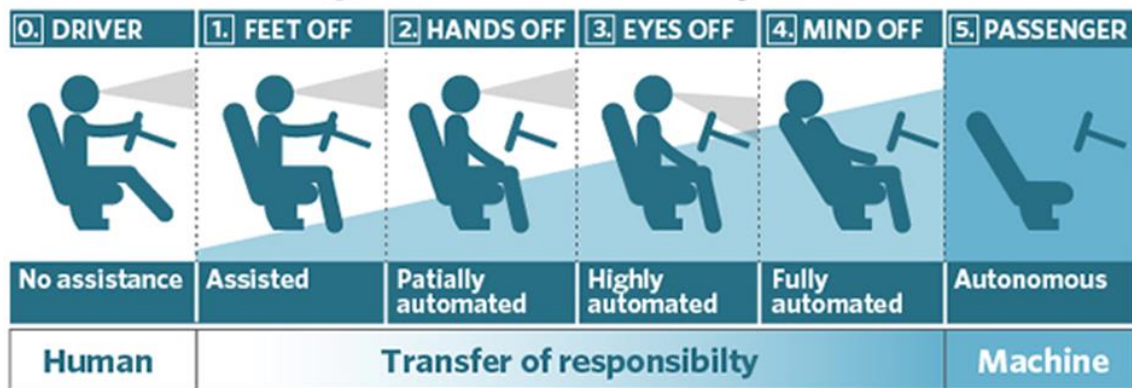 0. DRIVER
1. FEET OFF
2. HANDS OFF
3. EYES OFF
4. MIND OFF
5. PASSENGER
No assistance
Assisted
Patially
automated
Highly
automated
Fully
automated
Autonomous
Human
Transfer of responsibilty
Machine